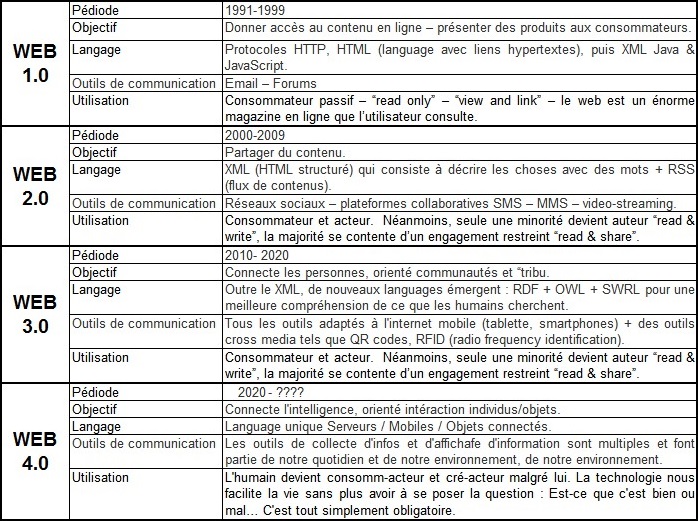 WEB 1.0
Pédiode 1991-1999
Objectif Donner accès au contenu en ligne – présenter des produits aux consommateurs.
Langage Protocoles HTTP, HTML (language avec liens hypertextes), puis XML Java &
JavaScript.
Outils de communication Email – Forums
Utilisation Consommateur passif – “read only” – “view and link” – le web est un énorme
magazine en ligne que l’utilisateur consulte.
WEB 2.0
Pédiode 2000-2009
Objectif Partager du contenu.
Langage XML (HTML structuré) qui consiste à décrire les choses avec des mots + RSS
(flux de contenus).
Outils de communication Réseaux sociaux – plateformes collaboratives SMS – MMS – video-streaming.
Utilisation Consommateur et acteur. Néanmoins, seule une minorité devient auteur “read &
write”, la majorité se contente d’un engagement restreint “read & share”.
WEB 3.0
Pédiode 2010- 2020
Objectif Connecte les personnes, orienté communautés et “tribu.
Langage Outre le XML, de nouveaux languages émergent : RDF + OWL + SWRL pour une
meilleure compréhension de ce que les humains cherchent.
Outils de communication Tous les outils adaptés à l'internet mobile (tablette, smartphones) + des outils
cross media tels que QR codes, RFID (radio frequency identification).
Utilisation Consommateur et acteur. Néanmoins, seule une minorité devient auteur “read &
write”, la majorité se contente d’un engagement restreint “read & share”.
WEB 4.0
Pédiode 2020 - ????
Objectif Connecte l'intelligence, orienté intéraction individus/objets.
Langage Language unique Serveurs / Mobiles / Objets connectés.
Outils de communication Les outils de collecte d'infos et d'affichafe d'information sont multiples et font
partie de notre quotidien et de notre environnement, de notre environnement.
Utilisation L'humain devient consomm-acteur et cré-acteur malgré lui. La technologie nous
facilite la vie sans plus avoir à se poser la question : Est-ce que c'est bien ou
mal… C'est tout simplement obligatoire.